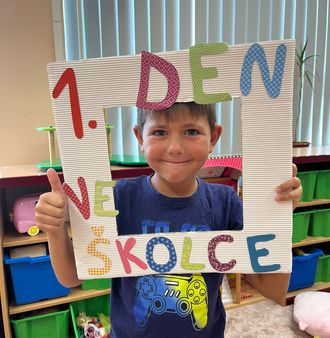 1. DEN
VE
ŠKOLCE